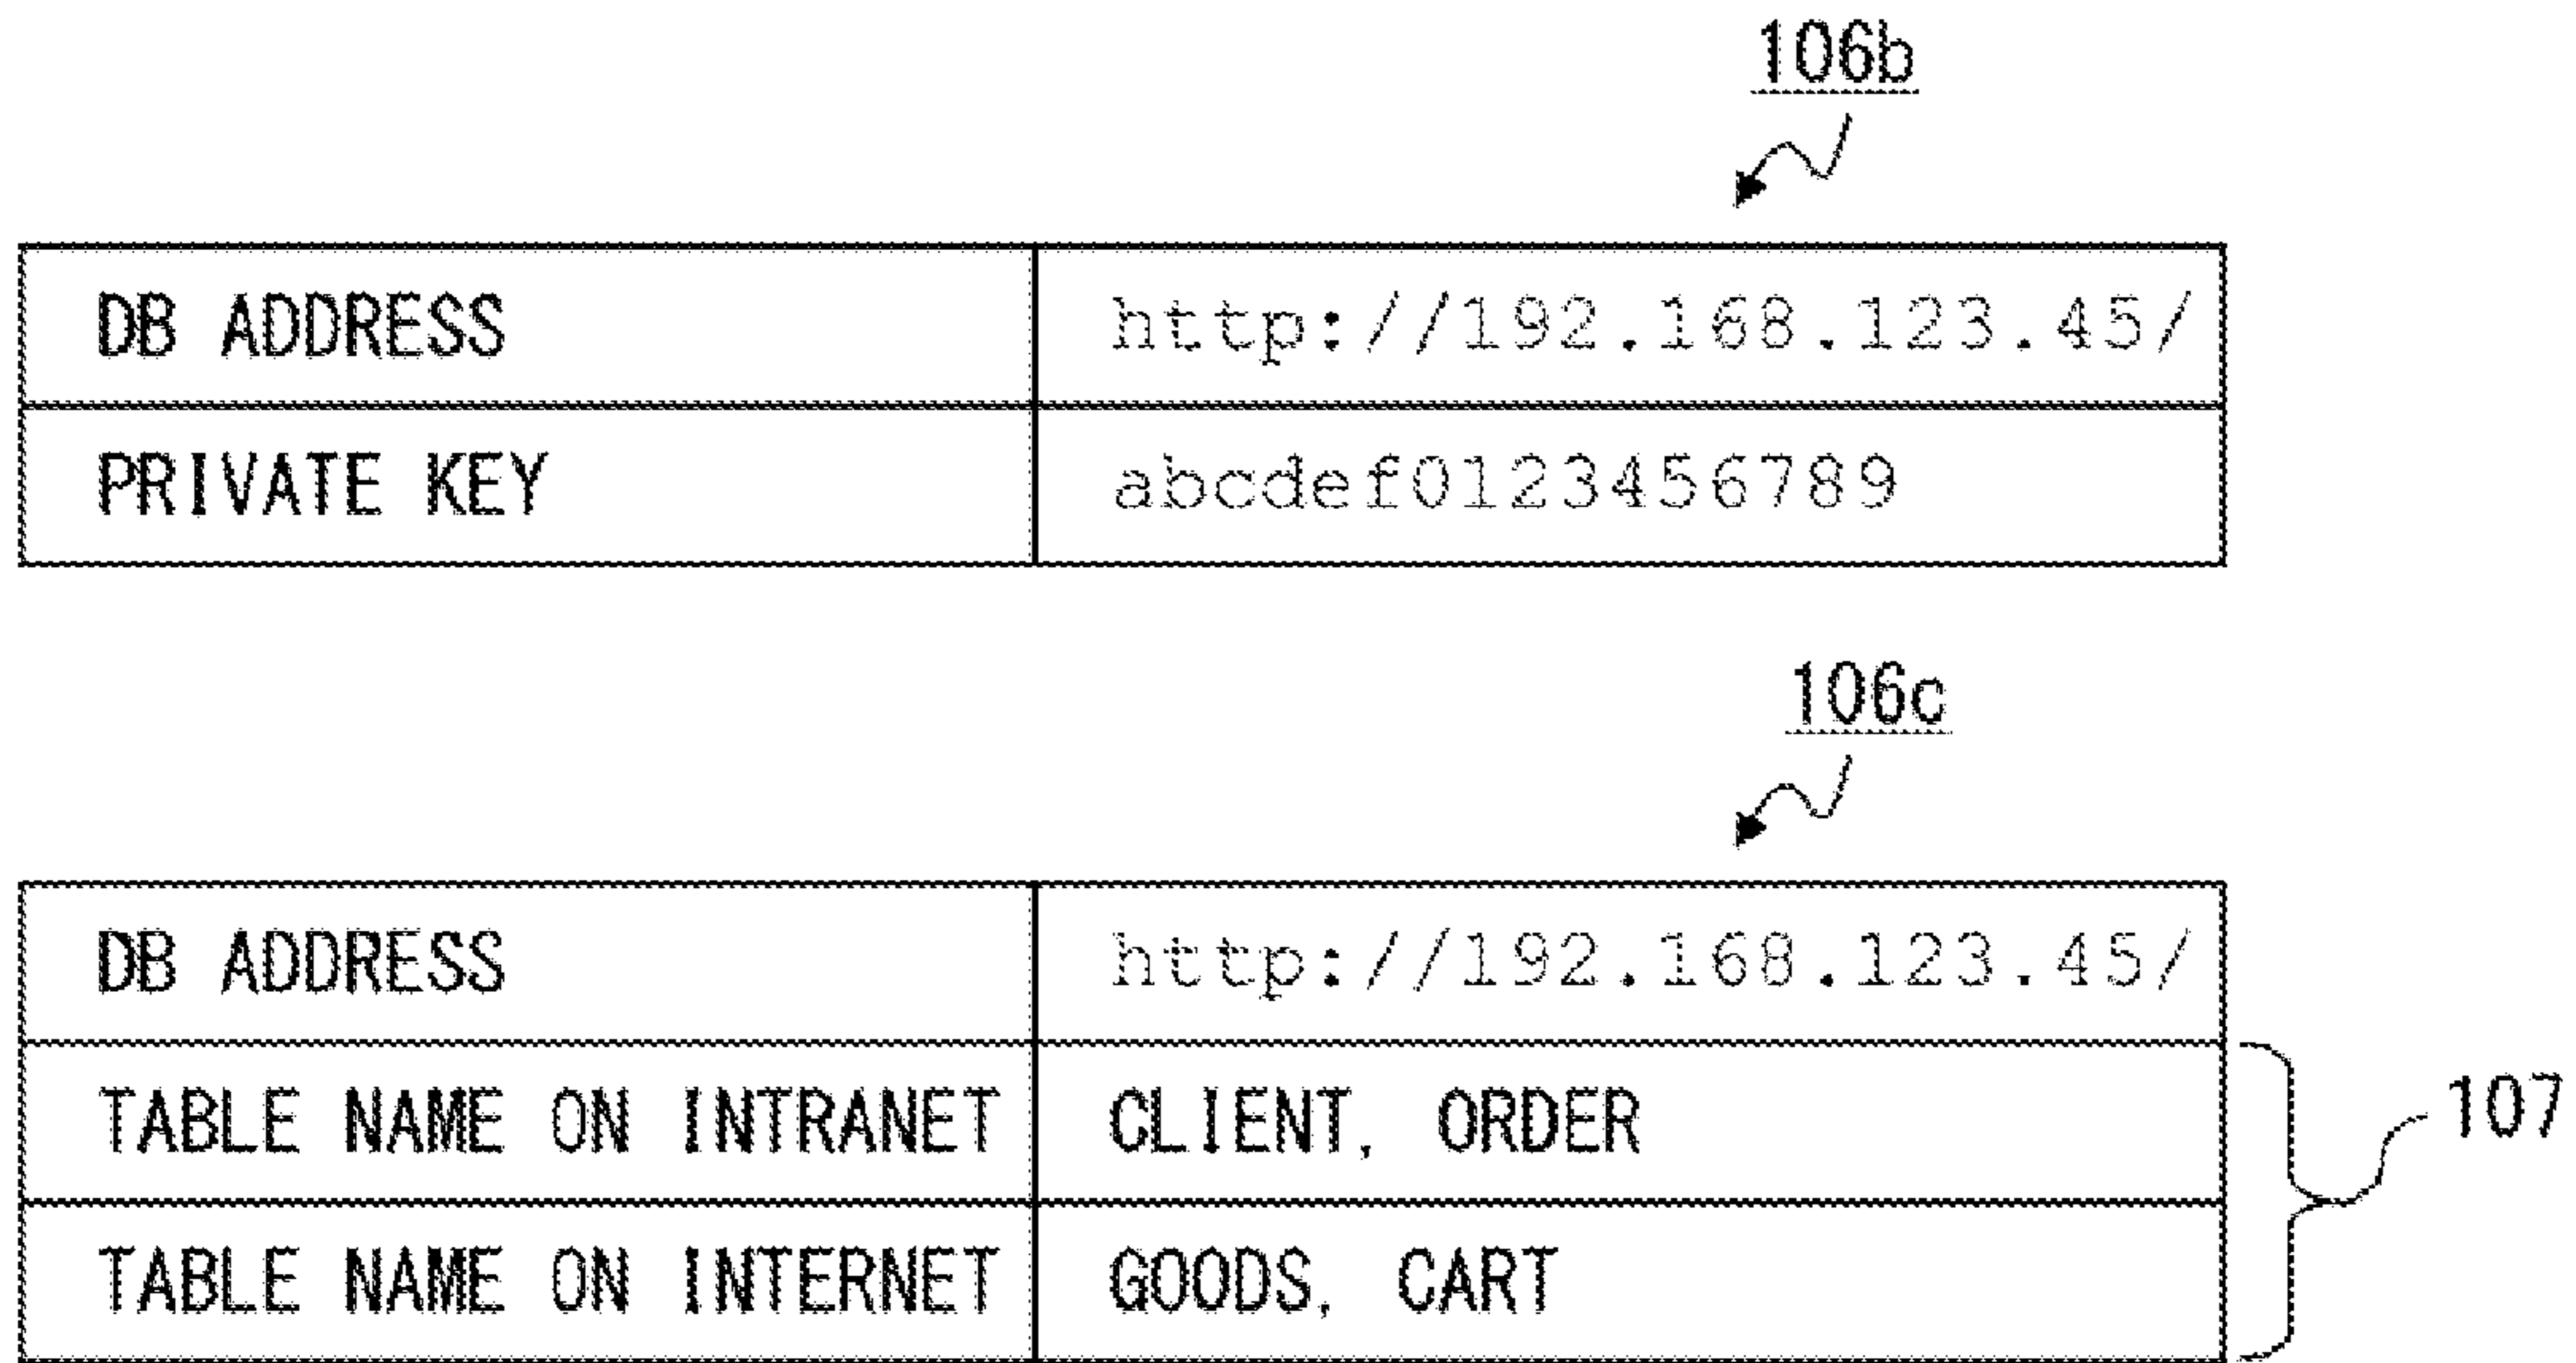 106b
DB ADDRESS http://192.168.123.45/
PRIVATE KEY abcdef0123456789
106c
DB ADDRESS http://192.168.123.45/
TABLE NAME ON INTRANET CLIENT, ORDER
107
TABLE NAME ON INTERNET GOODS, CART